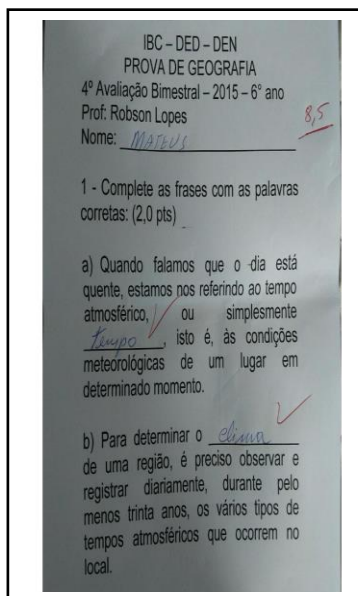 IBC – DED – DEN
PROVA DE GEOGRAFIA
4º Avaliação Bimestral – 2015 – 6° ano
Prof: Robson Lopes
8,5
Nome: MATEUS
1 - Complete as frases com as palavras
corretas: (2,0 pts)
a) Quando falamos que o dia está
quente, estamos nos referindo ao tempo
atmosférico, ou simplesmente
tempo, isto é, às condições
meteorológicas de um lugar em
determinado momento.
b) Para determinar o clima
de uma região, é preciso observar e
registrar diariamente, durante pelo
menos trinta anos, os vários tipos de
tempos atmosféricos que ocorrem no
local.